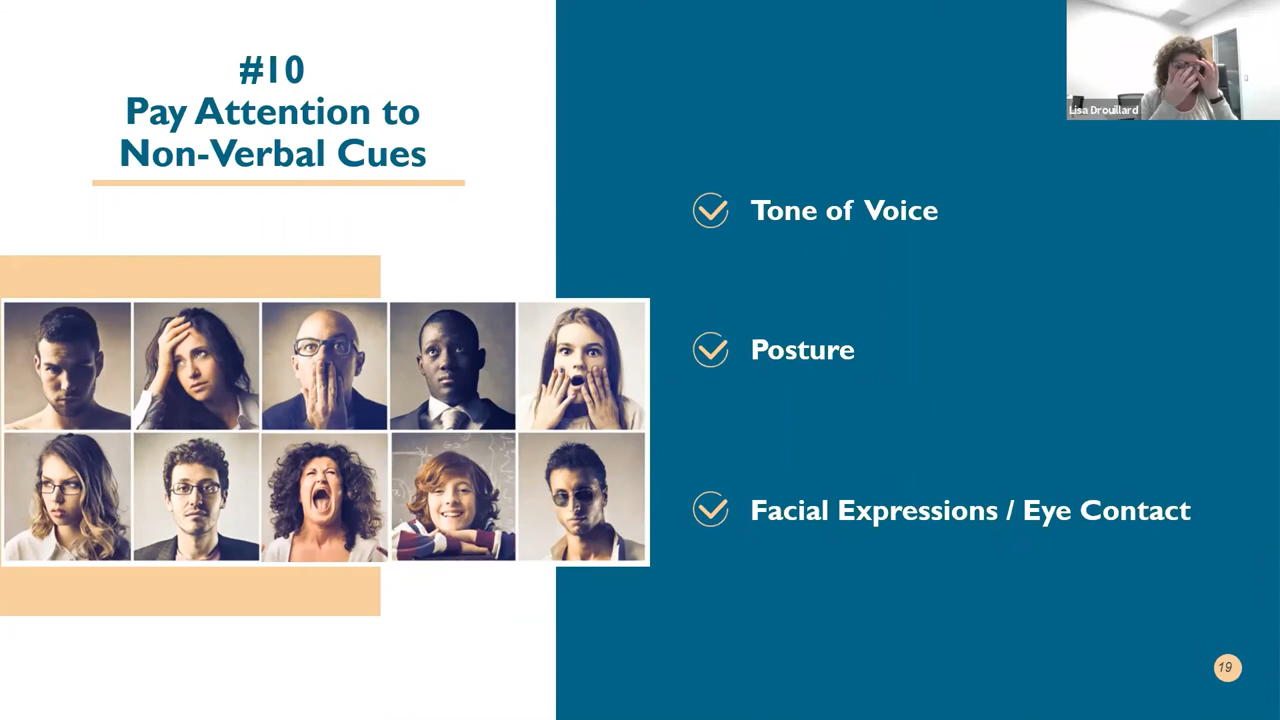 #10
Pay Attention to
Non-Verbal Cues
Lisa Drouillard
Tone of Voice
Posture
Facial Expressions / Eye Contact
19